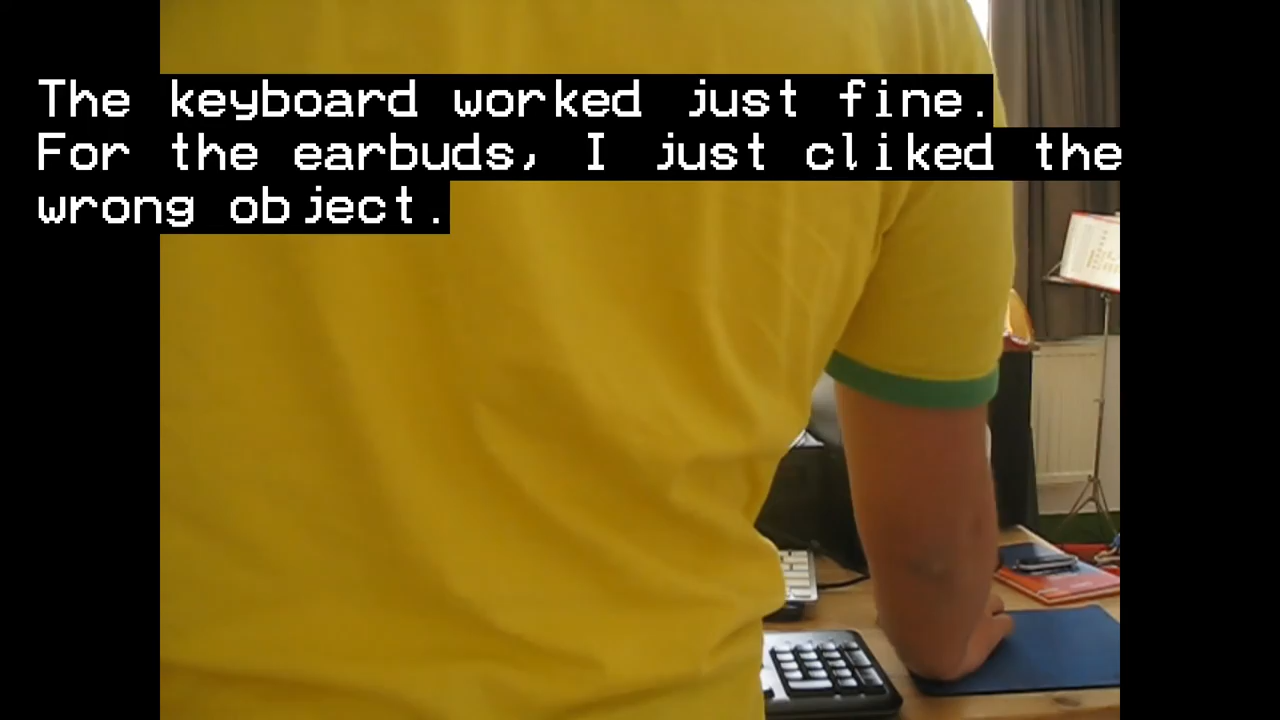 The keyboard worked just fine.
For the earbuds, I just cliked the
wrong object.